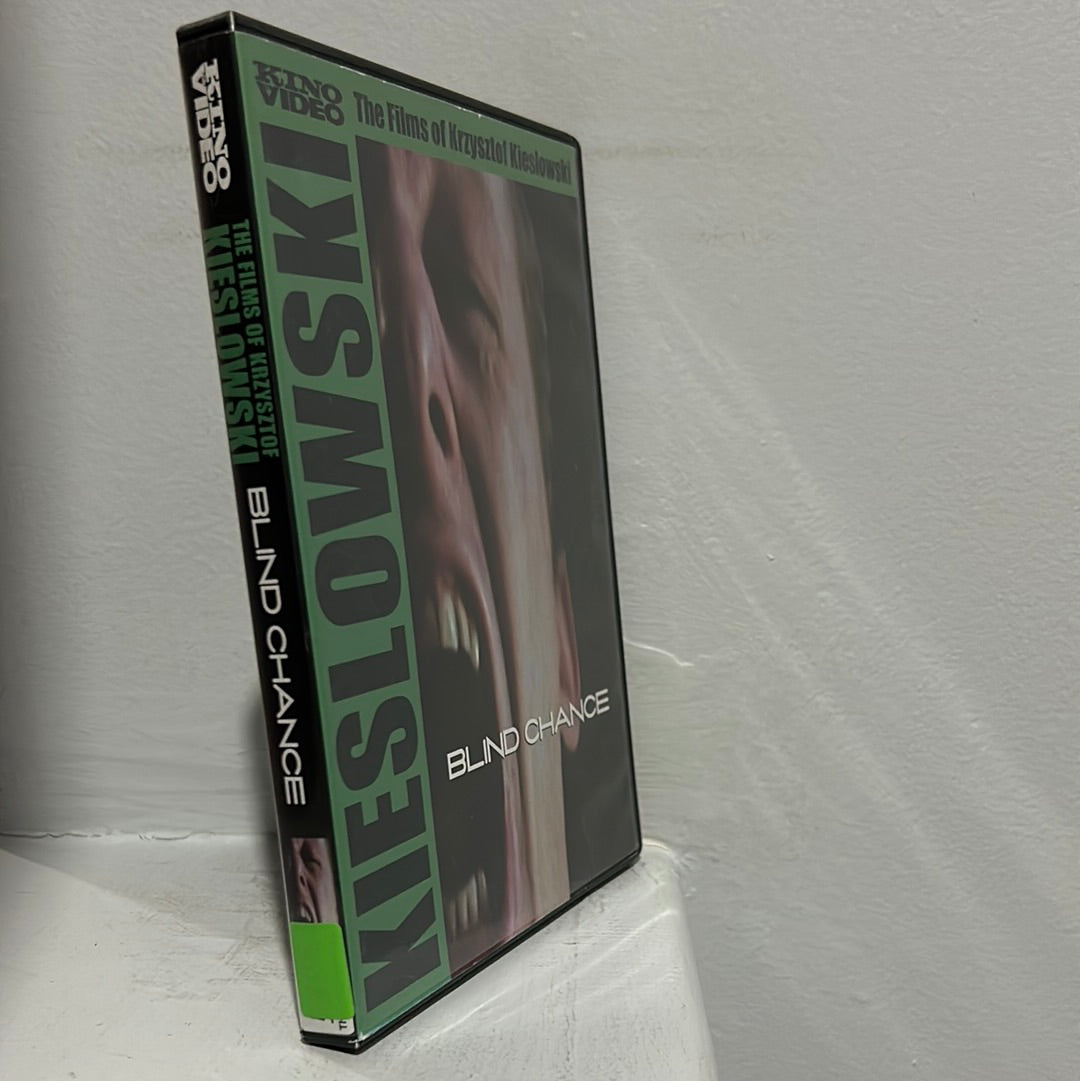 KINO
VIDEO
THE FILMS OF KRZYSZTOF
KIESLOWSKI
BLIND CHANCE
KINO
VIDEO
The Films of Krzysztof Kieslowski
KIESLOWSKI
BLIND CHANCE